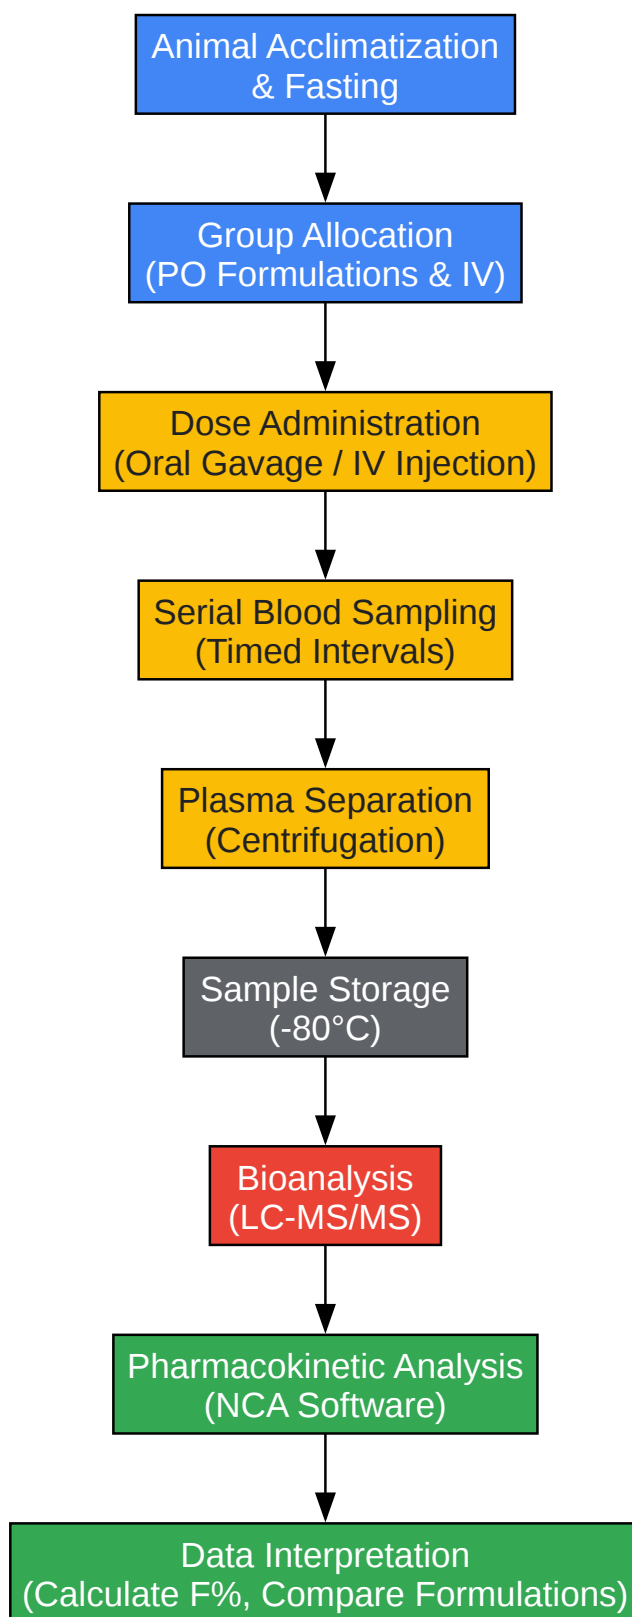 Animal Acclimatization
& Fasting
Group Allocation
(PO Formulations & IV)
Dose Administration
(Oral Gavage / IV Injection)
Serial Blood Sampling
(Timed Intervals)
Plasma Separation
(Centrifugation)
Sample Storage
(-80°C)
Bioanalysis
(LC-MS/MS)
Pharmacokinetic Analysis
(NCA Software)
Data Interpretation
(Calculate F%, Compare Formulations)